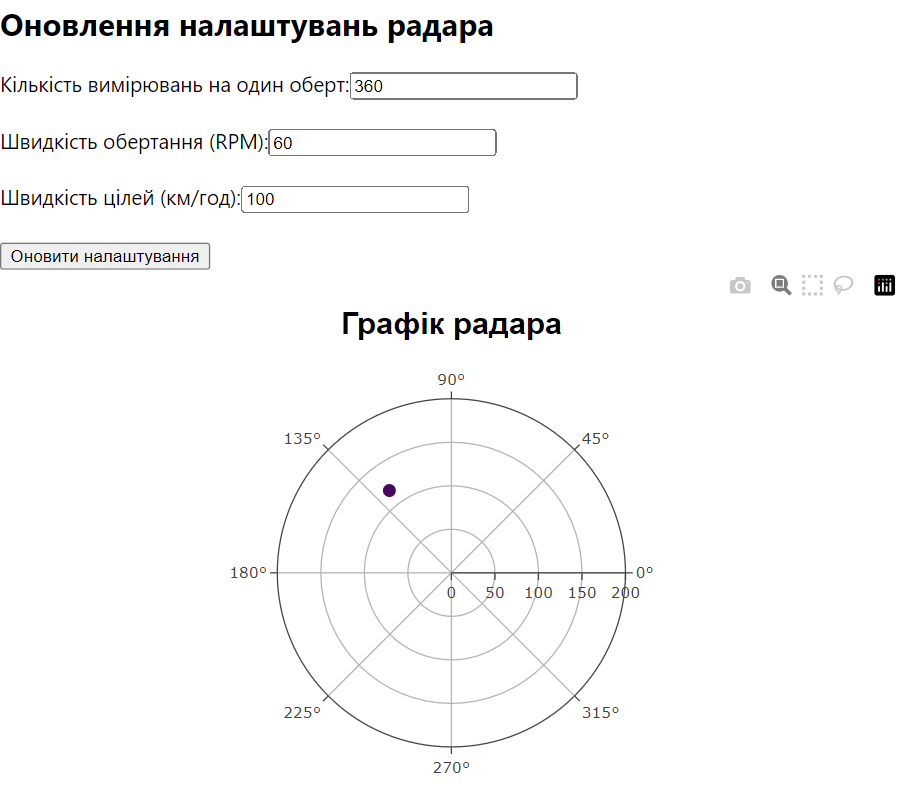 Оновлення налаштувань радара
Кількість вимірювань на один оберт: 360
Швидкість обертання (RPM): 60
Швидкість цілей (км/год): 100
Оновити налаштування
Графік радара
90°
135° 45°
180° 0°
0 50 100 150 200
225° 315°
270°